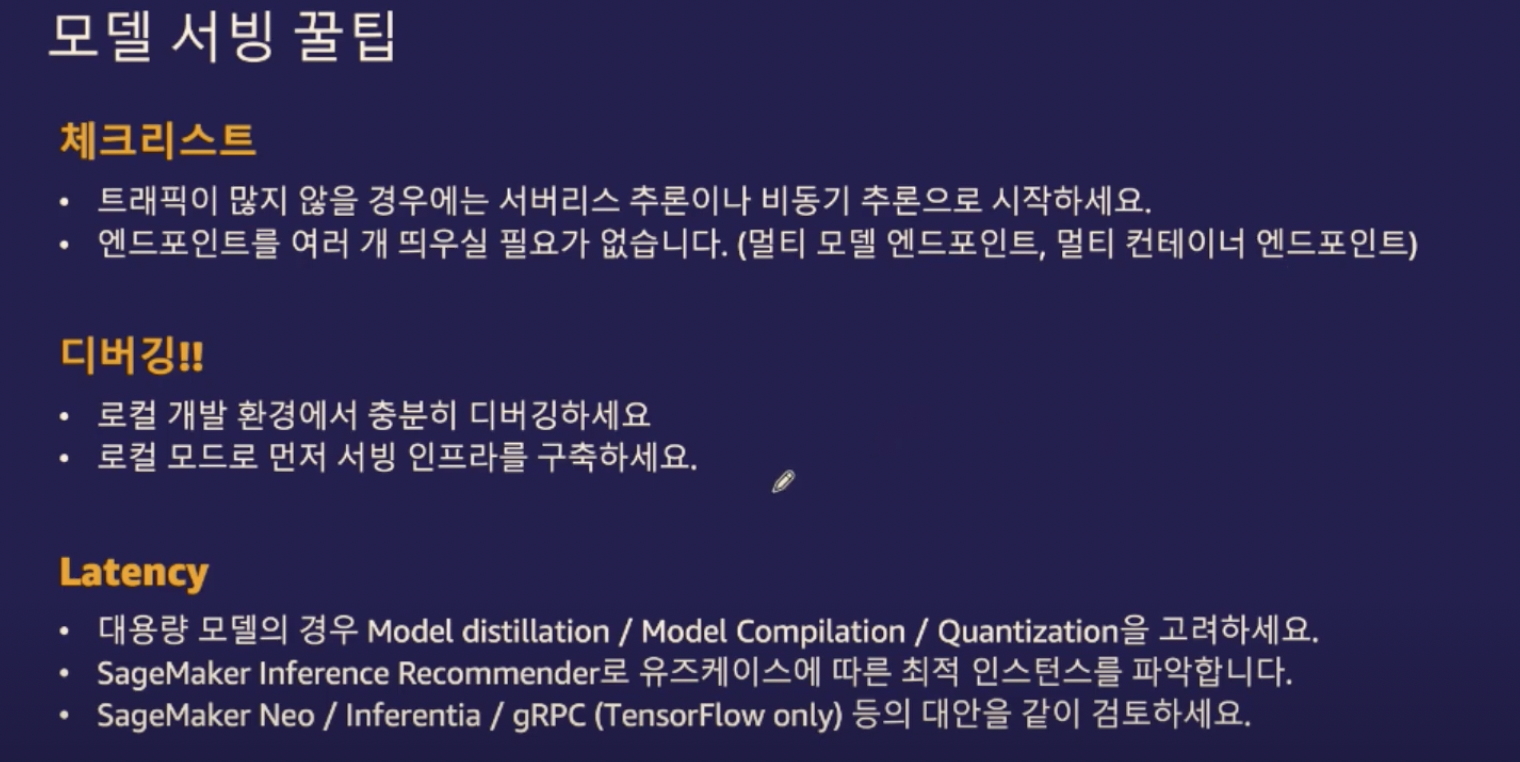 모델 서빙 꿀팁
체크리스트
• 트래픽이 많지 않을 경우에는 서버리스 추론이나 비동기 추론으로 시작하세요.
• 엔드포인트를 여러 개 띄우실 필요가 없습니다. (멀티 모델 엔드포인트, 멀티 컨테이너 엔드포인트)
디버깅!!
• 로컬 개발 환경에서 충분히 디버깅하세요
• 로컬 모드로 먼저 서빙 인프라를 구축하세요.
Latency
• 대용량 모델의 경우 Model distillation / Model Compilation / Quantization을 고려하세요.
• SageMaker Inference Recommender로 유즈케이스에 따른 최적 인스턴스를 파악합니다.
• SageMaker Neo / Inferentia / gRPC (TensorFlow only) 등의 대안을 같이 검토하세요.